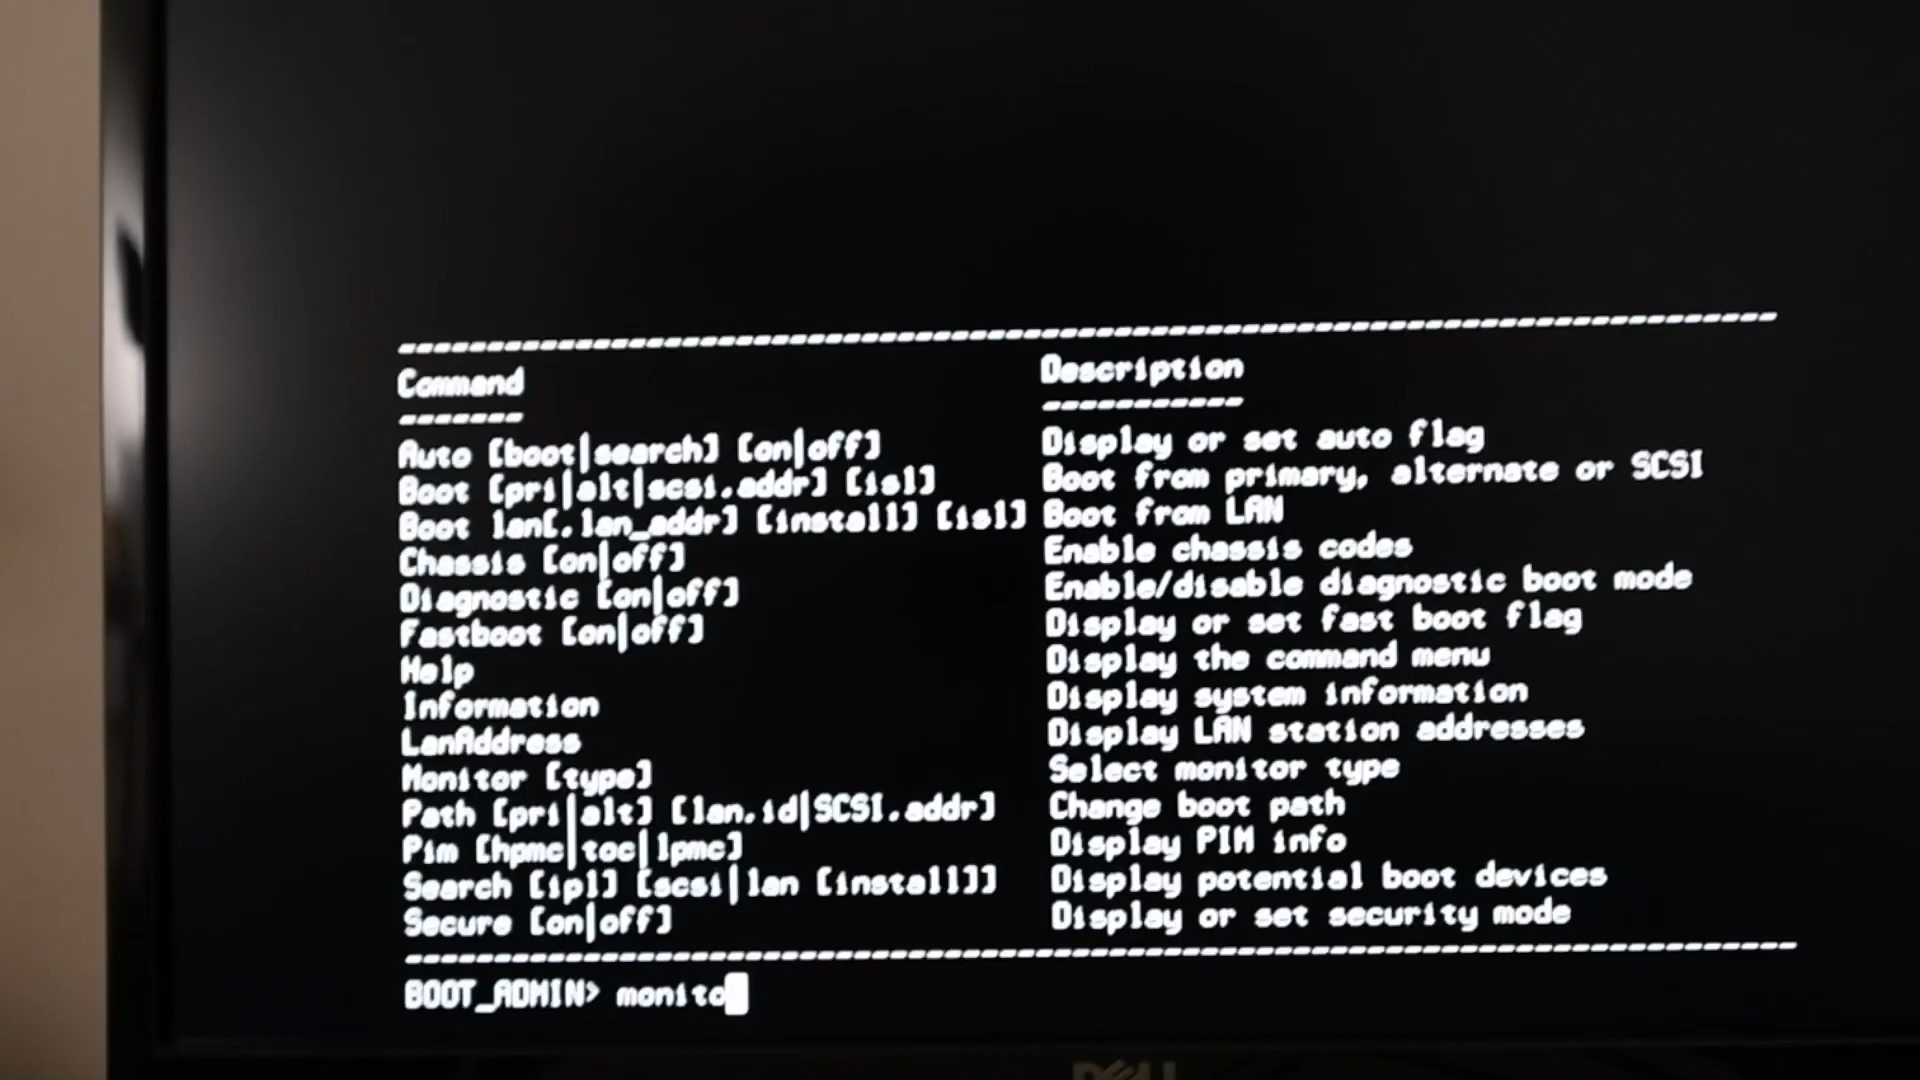 --------------------------------------------------------------------------
Command Description
------- -----------
Auto [boot|search] [on|off] Display or set auto flag
Boot [pri|alt|scsi.addr] [isl] Boot from primary, alternate or SCSI
Boot lan[.lan_addr] [install] [isl] Boot from LAN
Chassis [on|off] Enable chassis codes
Diagnostic [on|off] Enable/disable diagnostic boot mode
Fastboot [on|off] Display or set fast boot flag
Help Display the command menu
Information Display system information
LanAddress Display LAN station addresses
Monitor [type] Select monitor type
Path [pri|alt] [lan.id|SCSI.addr] Change boot path
Pim [hpmc|toc|lpmc] Display PIM info
Search [ipl] [scsi|lan [install]] Display potential boot devices
Secure [on|off] Display or set security mode
--------------------------------------------------------------------------
BOOT_ADMIN> monito
DELL